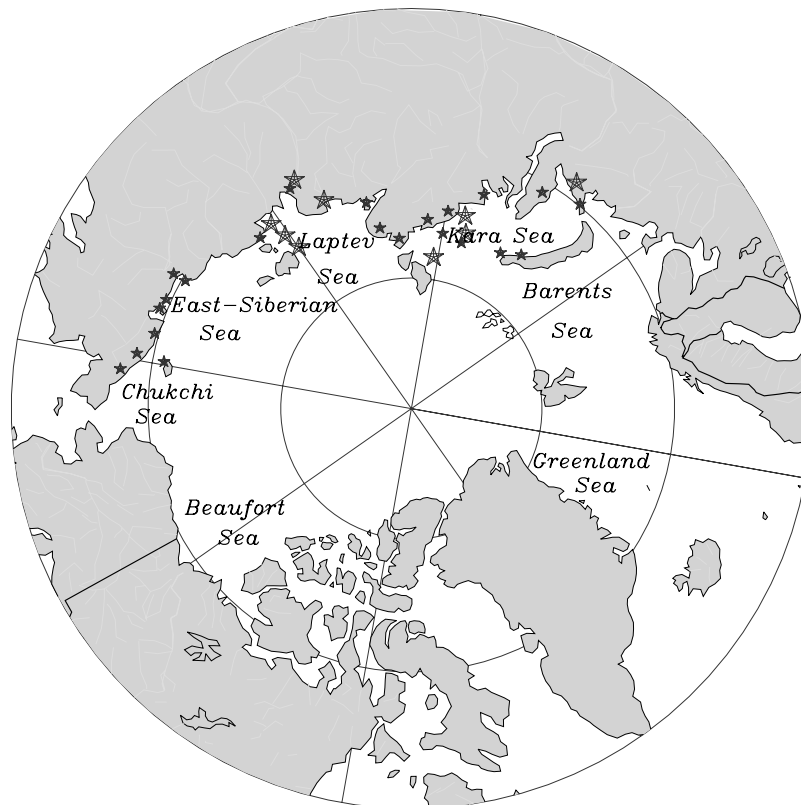 Kara Sea
Laptev
Sea
Barents
Sea
East-Siberian
Sea
Chukchi
Sea
Greenland
Sea
Beaufort
Sea